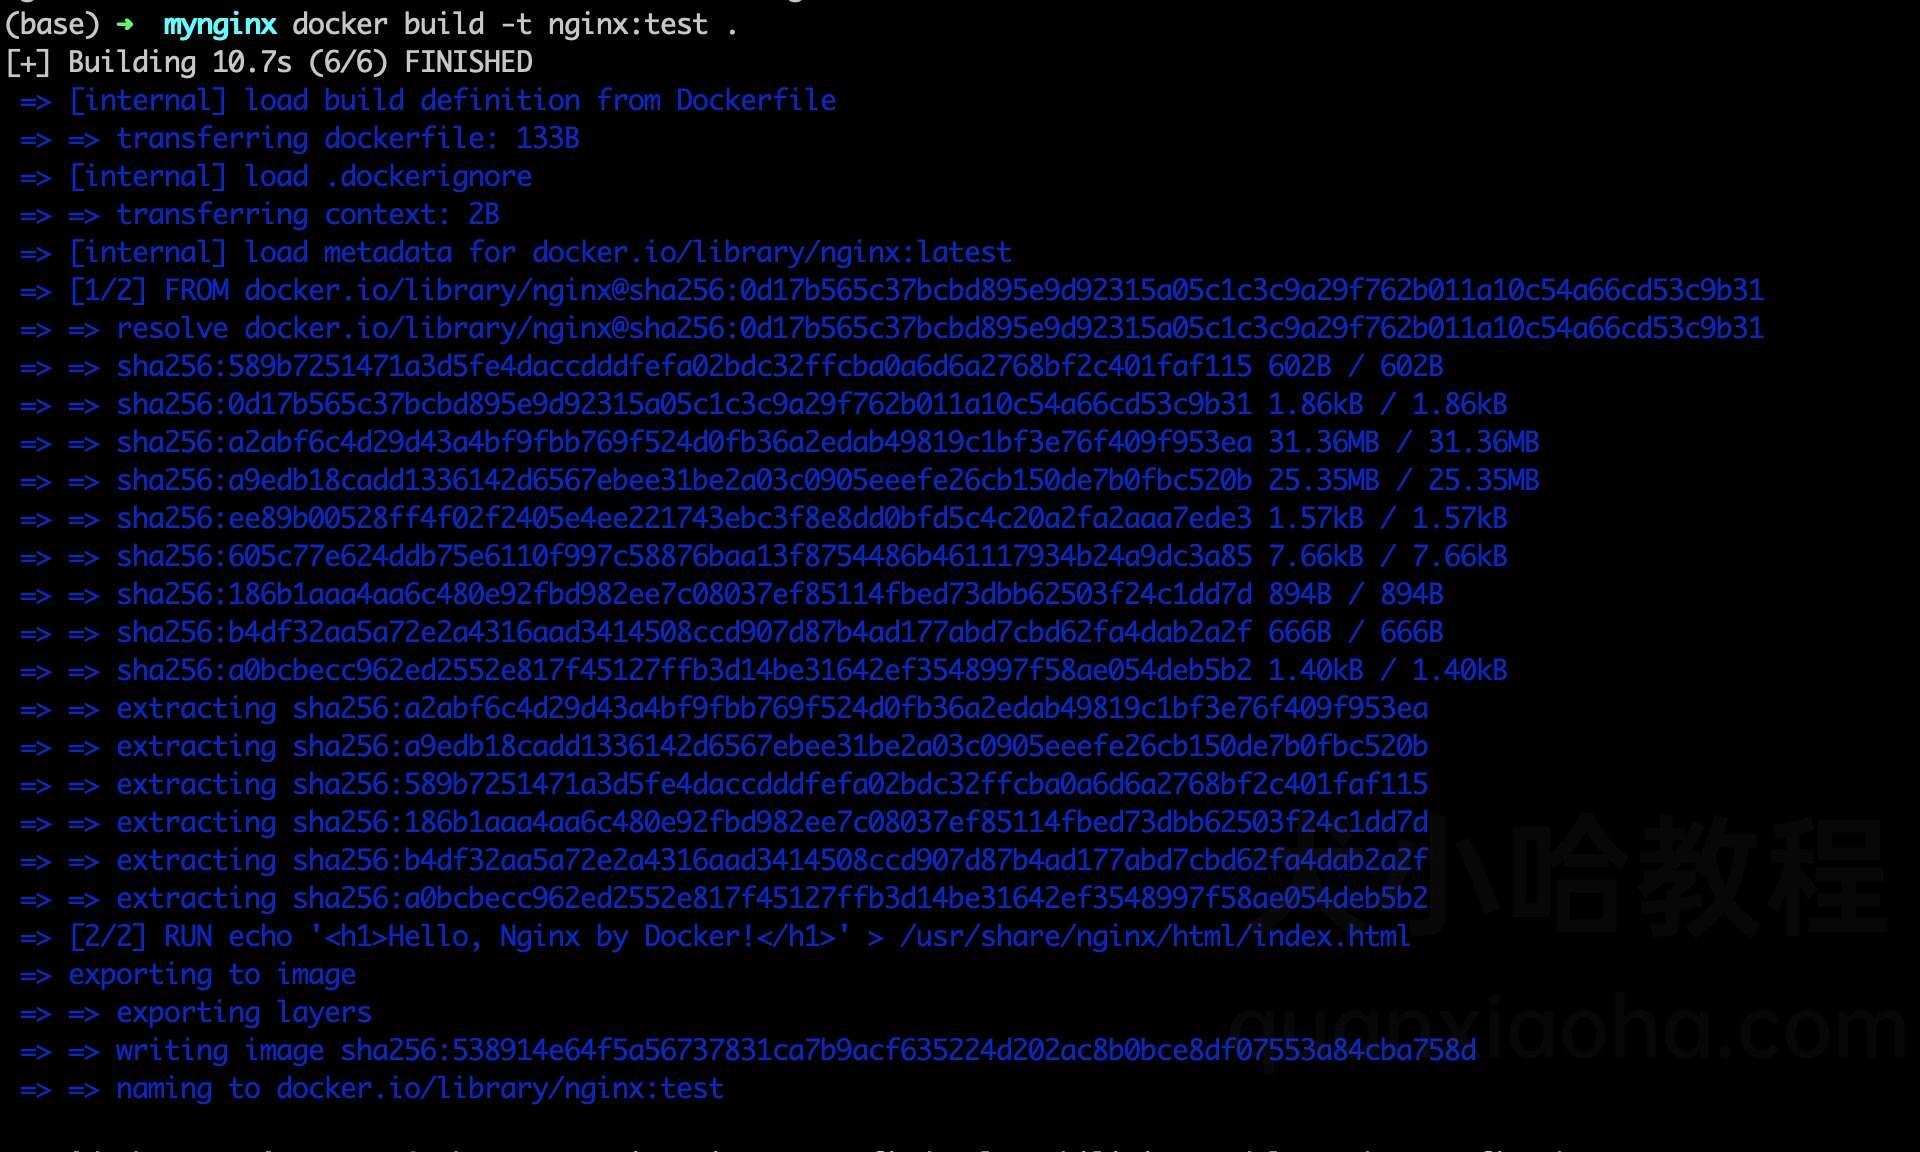 (base) ➜  mynginx docker build -t nginx:test .
[+] Building 10.7s (6/6) FINISHED
=> [internal] load build definition from Dockerfile
=> => transferring dockerfile: 133B
=> [internal] load .dockerignore
=> => transferring context: 2B
=> [internal] load metadata for docker.io/library/nginx:latest
=> [1/2] FROM docker.io/library/nginx@sha256:0d17b565c37bcbd895e9d92315a05c1c3c9a29f762b011a10c54a66cd53c9b31
=> => resolve docker.io/library/nginx@sha256:0d17b565c37bcbd895e9d92315a05c1c3c9a29f762b011a10c54a66cd53c9b31
=> => sha256:589b7251471a3d5fe4daccdddfefa02bdc32ffcba0a6d6a2768bf2c401faf115 602B / 602B
=> => sha256:0d17b565c37bcbd895e9d92315a05c1c3c9a29f762b011a10c54a66cd53c9b31 1.86kB / 1.86kB
=> => sha256:a2abf6c4d29d43a4bf9fbb769f524d0fb36a2edab49819c1bf3e76f409f953ea 31.36MB / 31.36MB
=> => sha256:a9edb18cadd1336142d6567ebee31be2a03c0905eeefe26cb150de7b0fbc520b 25.35MB / 25.35MB
=> => sha256:ee89b00528ff4f02f2405e4ee221743ebc3f8e8dd0bfd5c4c20a2fa2aaa7ede3 1.57kB / 1.57kB
=> => sha256:605c77e624ddb75e6110f997c58876baa13f8754486b461117934b24a9dc3a85 7.66kB / 7.66kB
=> => sha256:186b1aaa4aa6c480e92fbd982ee7c08037ef85114fbed73dbb62503f24c1dd7d 894B / 894B
=> => sha256:b4df32aa5a72e2a4316aad3414508ccd907d87b4ad177abd7cbd62fa4dab2a2f 666B / 666B
=> => sha256:a0bcbecc962ed2552e817f45127ffb3d14be31642ef3548997f58ae054deb5b2 1.40kB / 1.40kB
=> => extracting sha256:a2abf6c4d29d43a4bf9fbb769f524d0fb36a2edab49819c1bf3e76f409f953ea
=> => extracting sha256:a9edb18cadd1336142d6567ebee31be2a03c0905eeefe26cb150de7b0fbc520b
=> => extracting sha256:589b7251471a3d5fe4daccdddfefa02bdc32ffcba0a6d6a2768bf2c401faf115
=> => extracting sha256:186b1aaa4aa6c480e92fbd982ee7c08037ef85114fbed73dbb62503f24c1dd7d
=> => extracting sha256:b4df32aa5a72e2a4316aad3414508ccd907d87b4ad177abd7cbd62fa4dab2a2f
=> => extracting sha256:a0bcbecc962ed2552e817f45127ffb3d14be31642ef3548997f58ae054deb5b2
=> [2/2] RUN echo '<h1>Hello, Nginx by Docker!</h1>' > /usr/share/nginx/html/index.html
=> exporting to image
=> => exporting layers
=> => writing image sha256:538914e64f5a56737831ca7b9acf635224d202ac8b0bce8df07553a84cba758d
=> => naming to docker.io/library/nginx:test
犬小哈教程
quanxiaoha.com